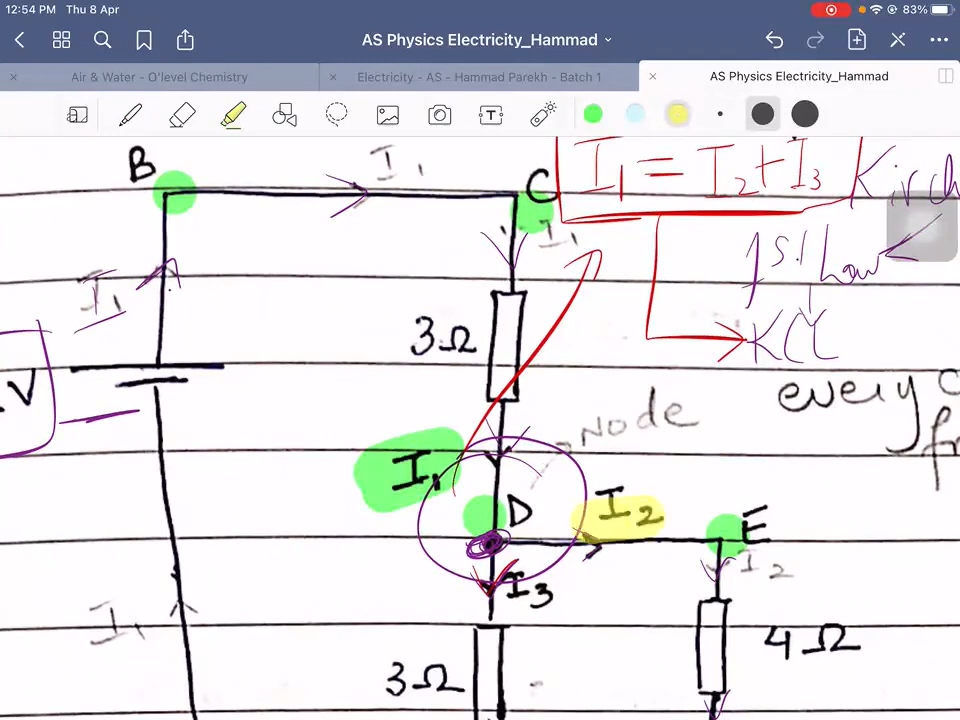 12:54 PM Thu 8 Apr
83%
AS Physics Electricity_Hammad
Air & Water - O'level Chemistry
Electricity - AS - Hammad Parekh - Batch 1
AS Physics Electricity_Hammad
B
I₁
C
I₁ = I₂ + I₃
Kirch
I₁
1st Law
I₁
3Ω
KCL
V
every
Node
fr
I₁
D
I₂
E
I₂
I₃
I₁
4Ω
3Ω